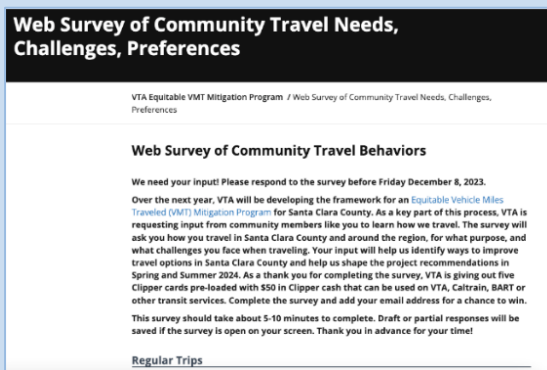 Web Survey of Community Travel Needs,
Challenges, Preferences
VTA Equitable VMT Mitigation Program / Web Survey of Community Travel Needs, Challenges,
Preferences
Web Survey of Community Travel Behaviors
We need your input! Please respond to the survey before Friday December 8, 2023.
Over the next year, VTA will be developing the framework for an Equitable Vehicle Miles
Traveled (VMT) Mitigation Program for Santa Clara County. As a key part of this process, VTA is
requesting input from community members like you to learn how we travel. The survey will
ask you how you travel in Santa Clara County and around the region, for what purpose, and
what challenges you face when traveling. Your input will help us identify ways to improve
travel options in Santa Clara County and help us shape the project recommendations in
Spring and Summer 2024. As a thank you for completing the survey, VTA is giving out five
Clipper cards pre-loaded with $50 in Clipper cash that can be used on VTA, Caltrain, BART or
other transit services. Complete the survey and add your email address for a chance to win.
This survey should take about 5-10 minutes to complete. Draft or partial responses will be
saved if the survey is open on your screen. Thank you in advance for your time!
Regular Trips